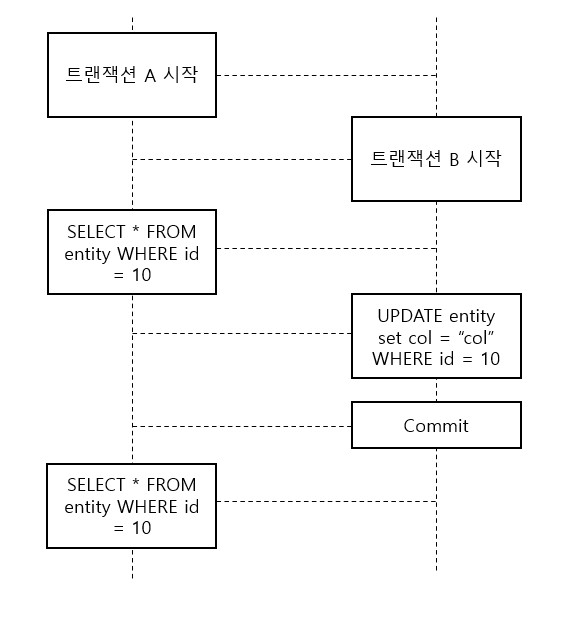 트랜잭션 A 시작
트랜잭션 B 시작
SELECT * FROM
entity WHERE id
= 10
UPDATE entity
set col = “col”
WHERE id = 10
Commit
SELECT * FROM
entity WHERE id
= 10